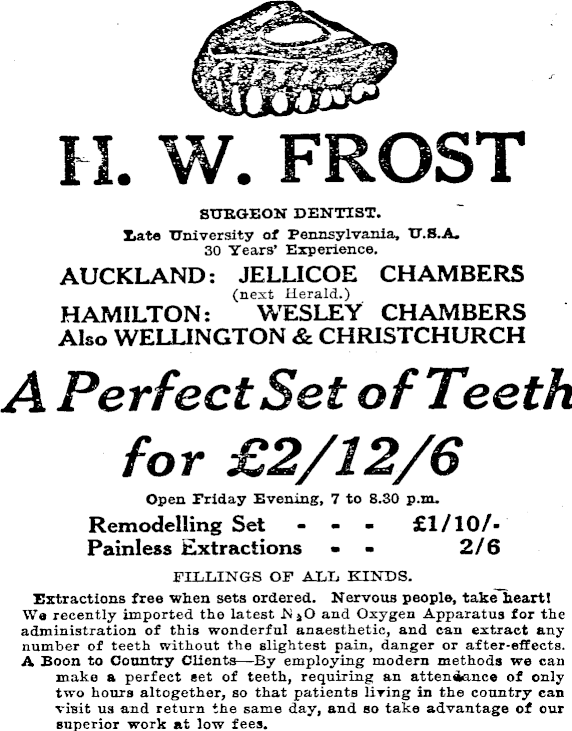 H. W. FROST
SURGEON DENTIST.
Late University of Pennsylvania, U.S.A.
30 Years' Experience.
AUCKLAND: JELLICOE CHAMBERS
(next Herald.)
HAMILTON: WESLEY CHAMBERS
Also WELLINGTON & CHRISTCHURCH
A Perfect Set of Teeth
for £2/12/6
Open Friday Evening, 7 to 8.30 p.m.
Remodelling Set - - - £1/10/-
Painless Extractions - - 2/6
FILLINGS OF ALL KINDS.
Extractions free when sets ordered. Nervous people, take heart!
We recently imported the latest N₂O and Oxygen Apparatus for the
administration of this wonderful anaesthetic, and can extract any
number of teeth without the slightest pain, danger or after-effects.
A Boon to Country Clients—By employing modern methods we can
make a perfect set of teeth, requiring an attendance of only
two hours altogether, so that patients living in the country can
visit us and return the same day, and so take advantage of our
superior work at low fees.